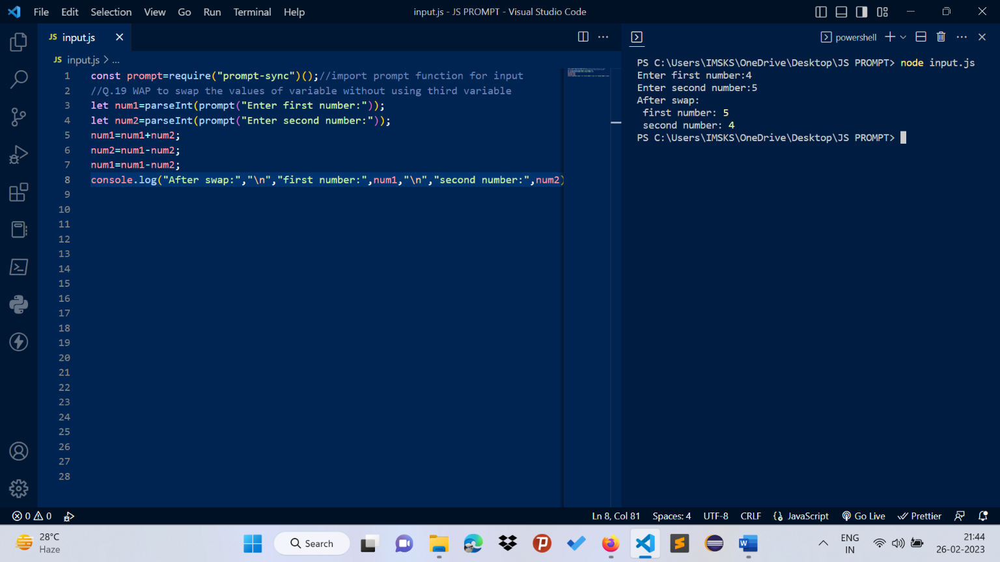 File Edit Selection View Go Run Terminal Help
input.js - JS PROMPT - Visual Studio Code
JS input.js
JS input.js > ...
1 const prompt=require("prompt-sync")();//import prompt function for input
2 //Q.19 WAP to swap the values of variable without using third variable
3 let num1=parseInt(prompt("Enter first number:"));
4 let num2=parseInt(prompt("Enter second number:"));
5 num1=num1+num2;
6 num2=num1-num2;
7 num1=num1-num2;
8 console.log("After swap:","\n","first number:",num1,"\n","second number:",num2)
9
10
11
12
13
14
15
16
17
18
19
20
21
22
23
24
25
26
27
28
powershell
PS C:\Users\IMSKS\OneDrive\Desktop\JS PROMPT> node input.js
Enter first number:4
Enter second number:5
After swap:
first number: 5
second number: 4
PS C:\Users\IMSKS\OneDrive\Desktop\JS PROMPT>
0 0
Ln 8, Col 81 Spaces: 4 UTF-8 CRLF JavaScript Go Live Prettier
28°C
Haze
Search
ENG
IN
21:44
26-02-2023